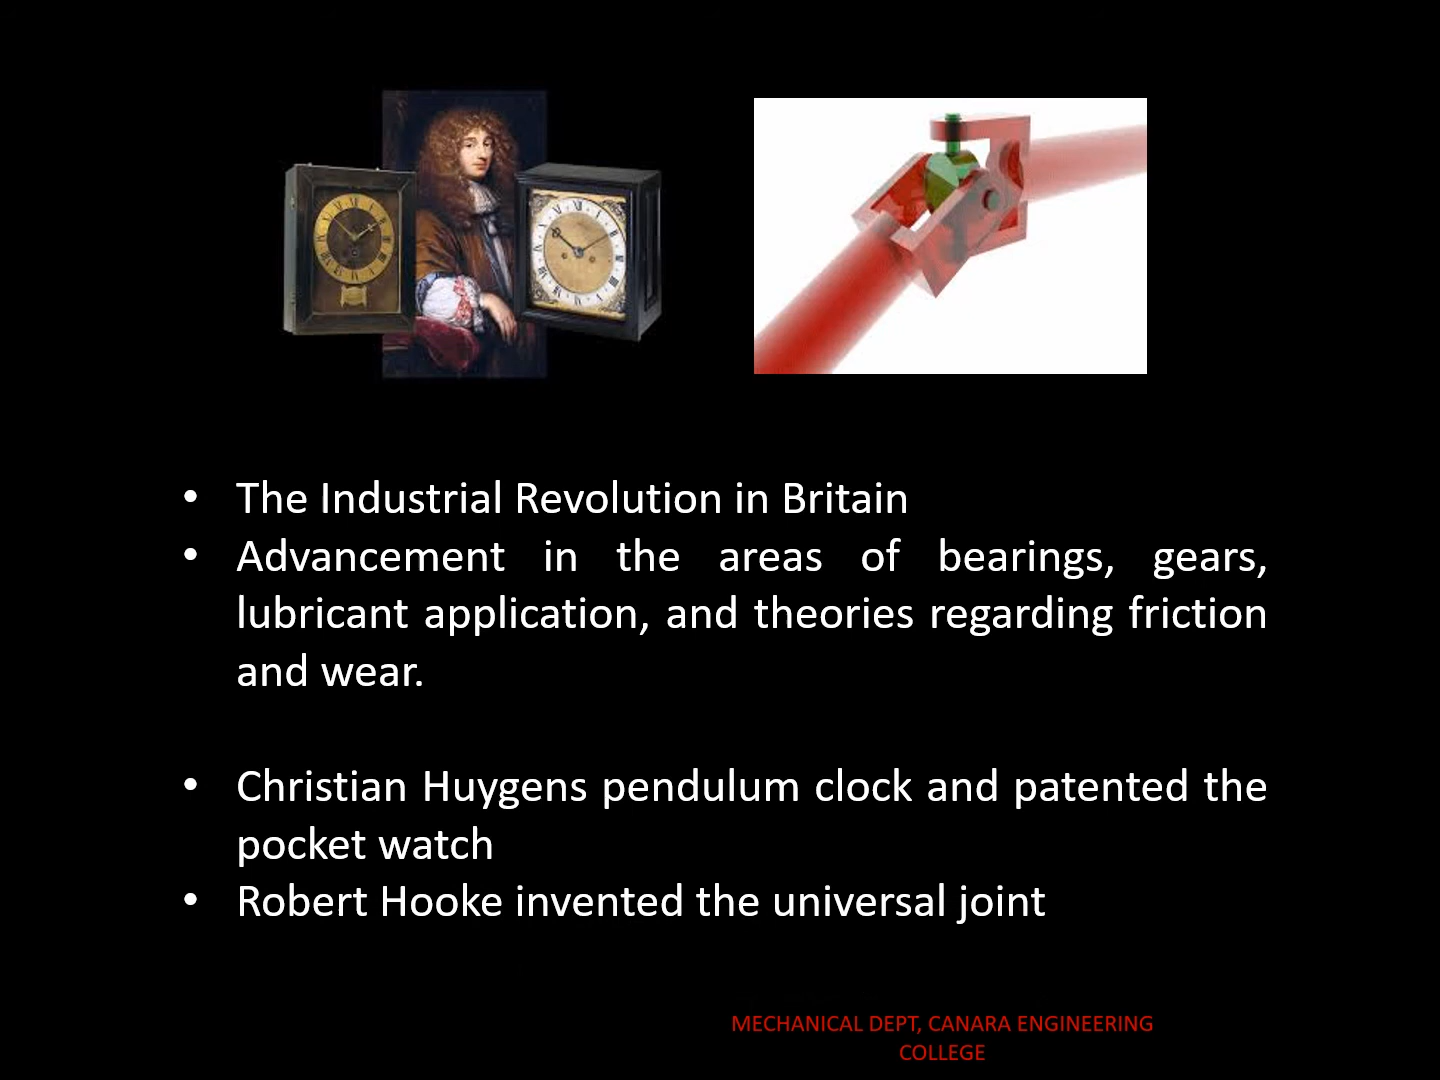 • The Industrial Revolution in Britain
• Advancement in the areas of bearings, gears,
lubricant application, and theories regarding friction
and wear.
• Christian Huygens pendulum clock and patented the
pocket watch
• Robert Hooke invented the universal joint
MECHANICAL DEPT, CANARA ENGINEERING
COLLEGE